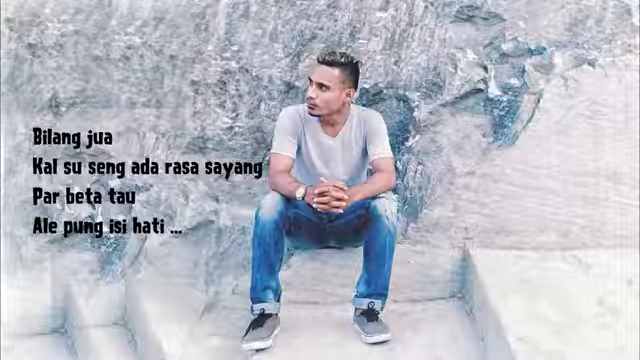 Bilang jua
Kal su seng ada rasa sayang
Par beta tau
Ale pung isi hati ...